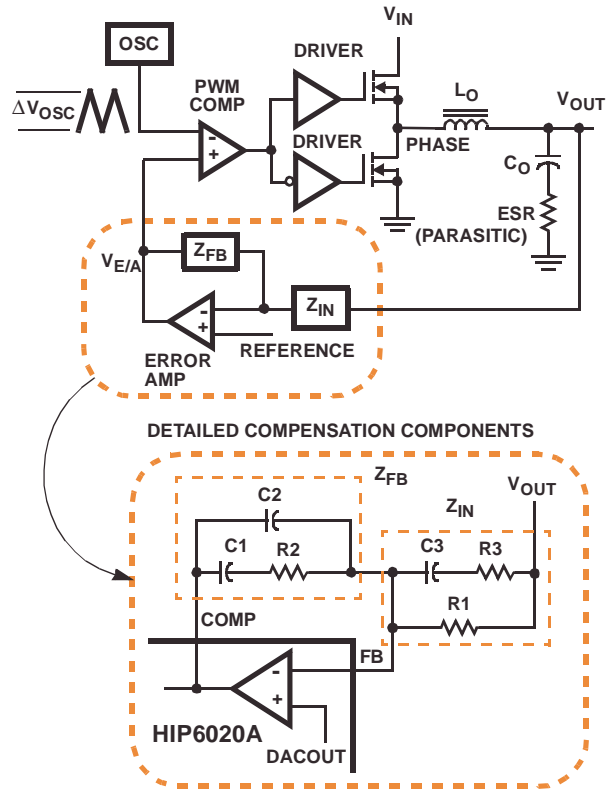 OSC
ΔVOSC
PWM
COMP
-
+
DRIVER
DRIVER
VIN
LO
VOUT
PHASE
CO
ESR
(PARASITIC)
VE/A
ZFB
-
+
ZIN
REFERENCE
ERROR
AMP
DETAILED COMPENSATION COMPONENTS
ZFB
C2
C1
R2
ZIN
VOUT
C3
R3
R1
COMP
FB
-
+
HIP6020A
DACOUT